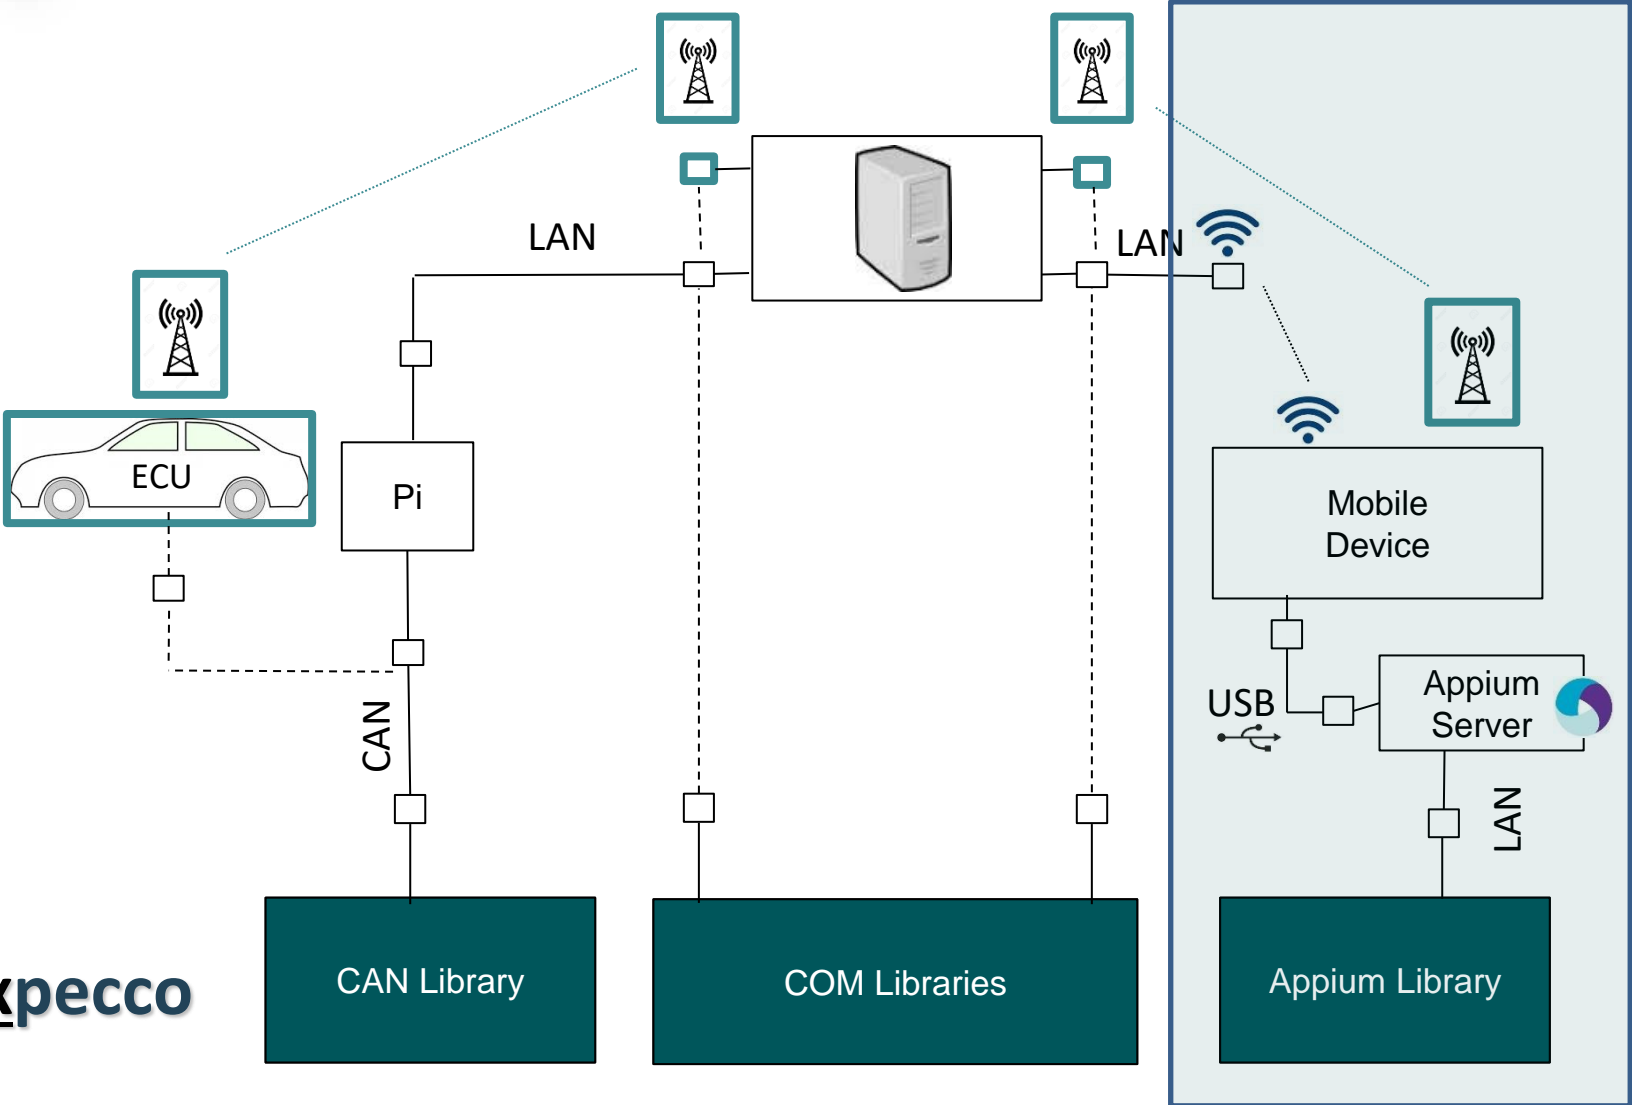 LAN
LAN
ECU
Pi
Mobile
Device
CAN
USB
Appium
Server
LAN
CAN Library
COM Libraries
Appium Library
xpecco